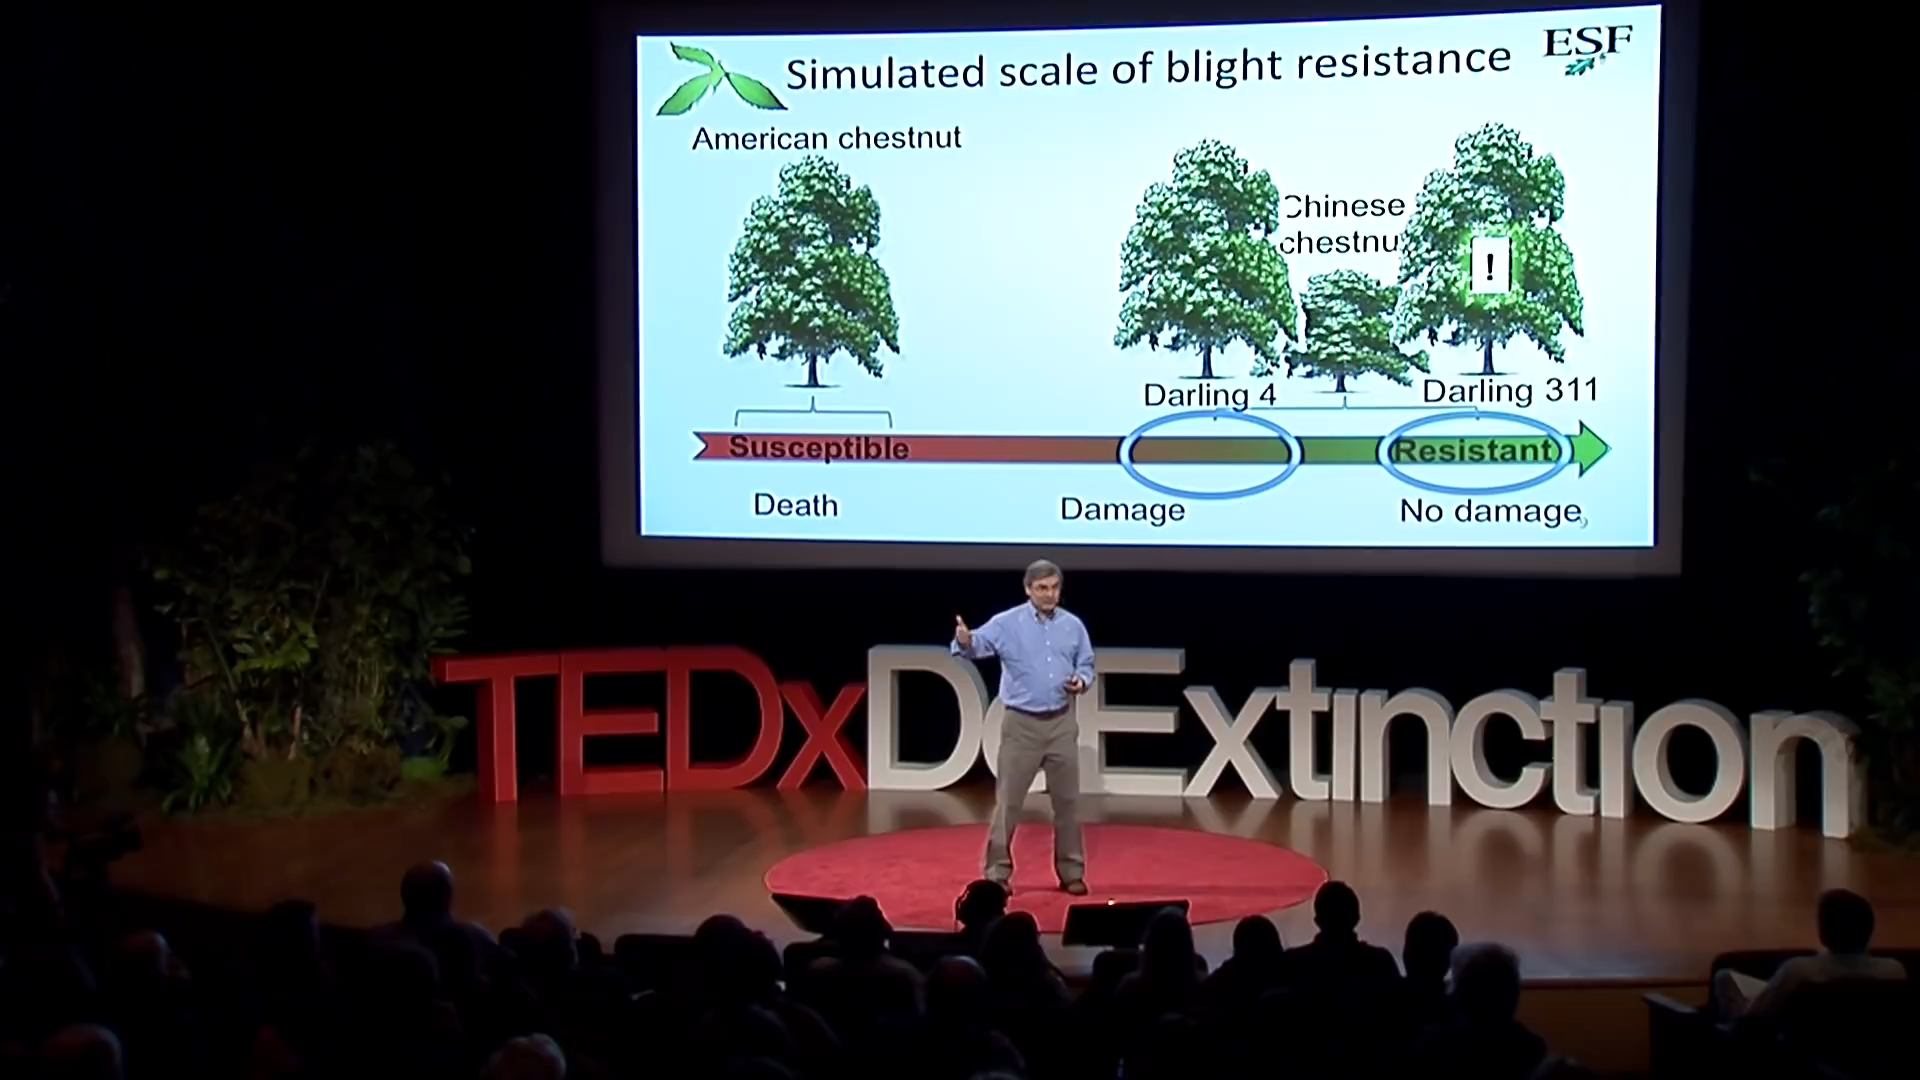 ESF
Simulated scale of blight resistance
American chestnut
Chinese
chestnu
!
Darling 4
Darling 311
Susceptible
Resistant
Death
Damage
No damage
TEDxDeExtinction